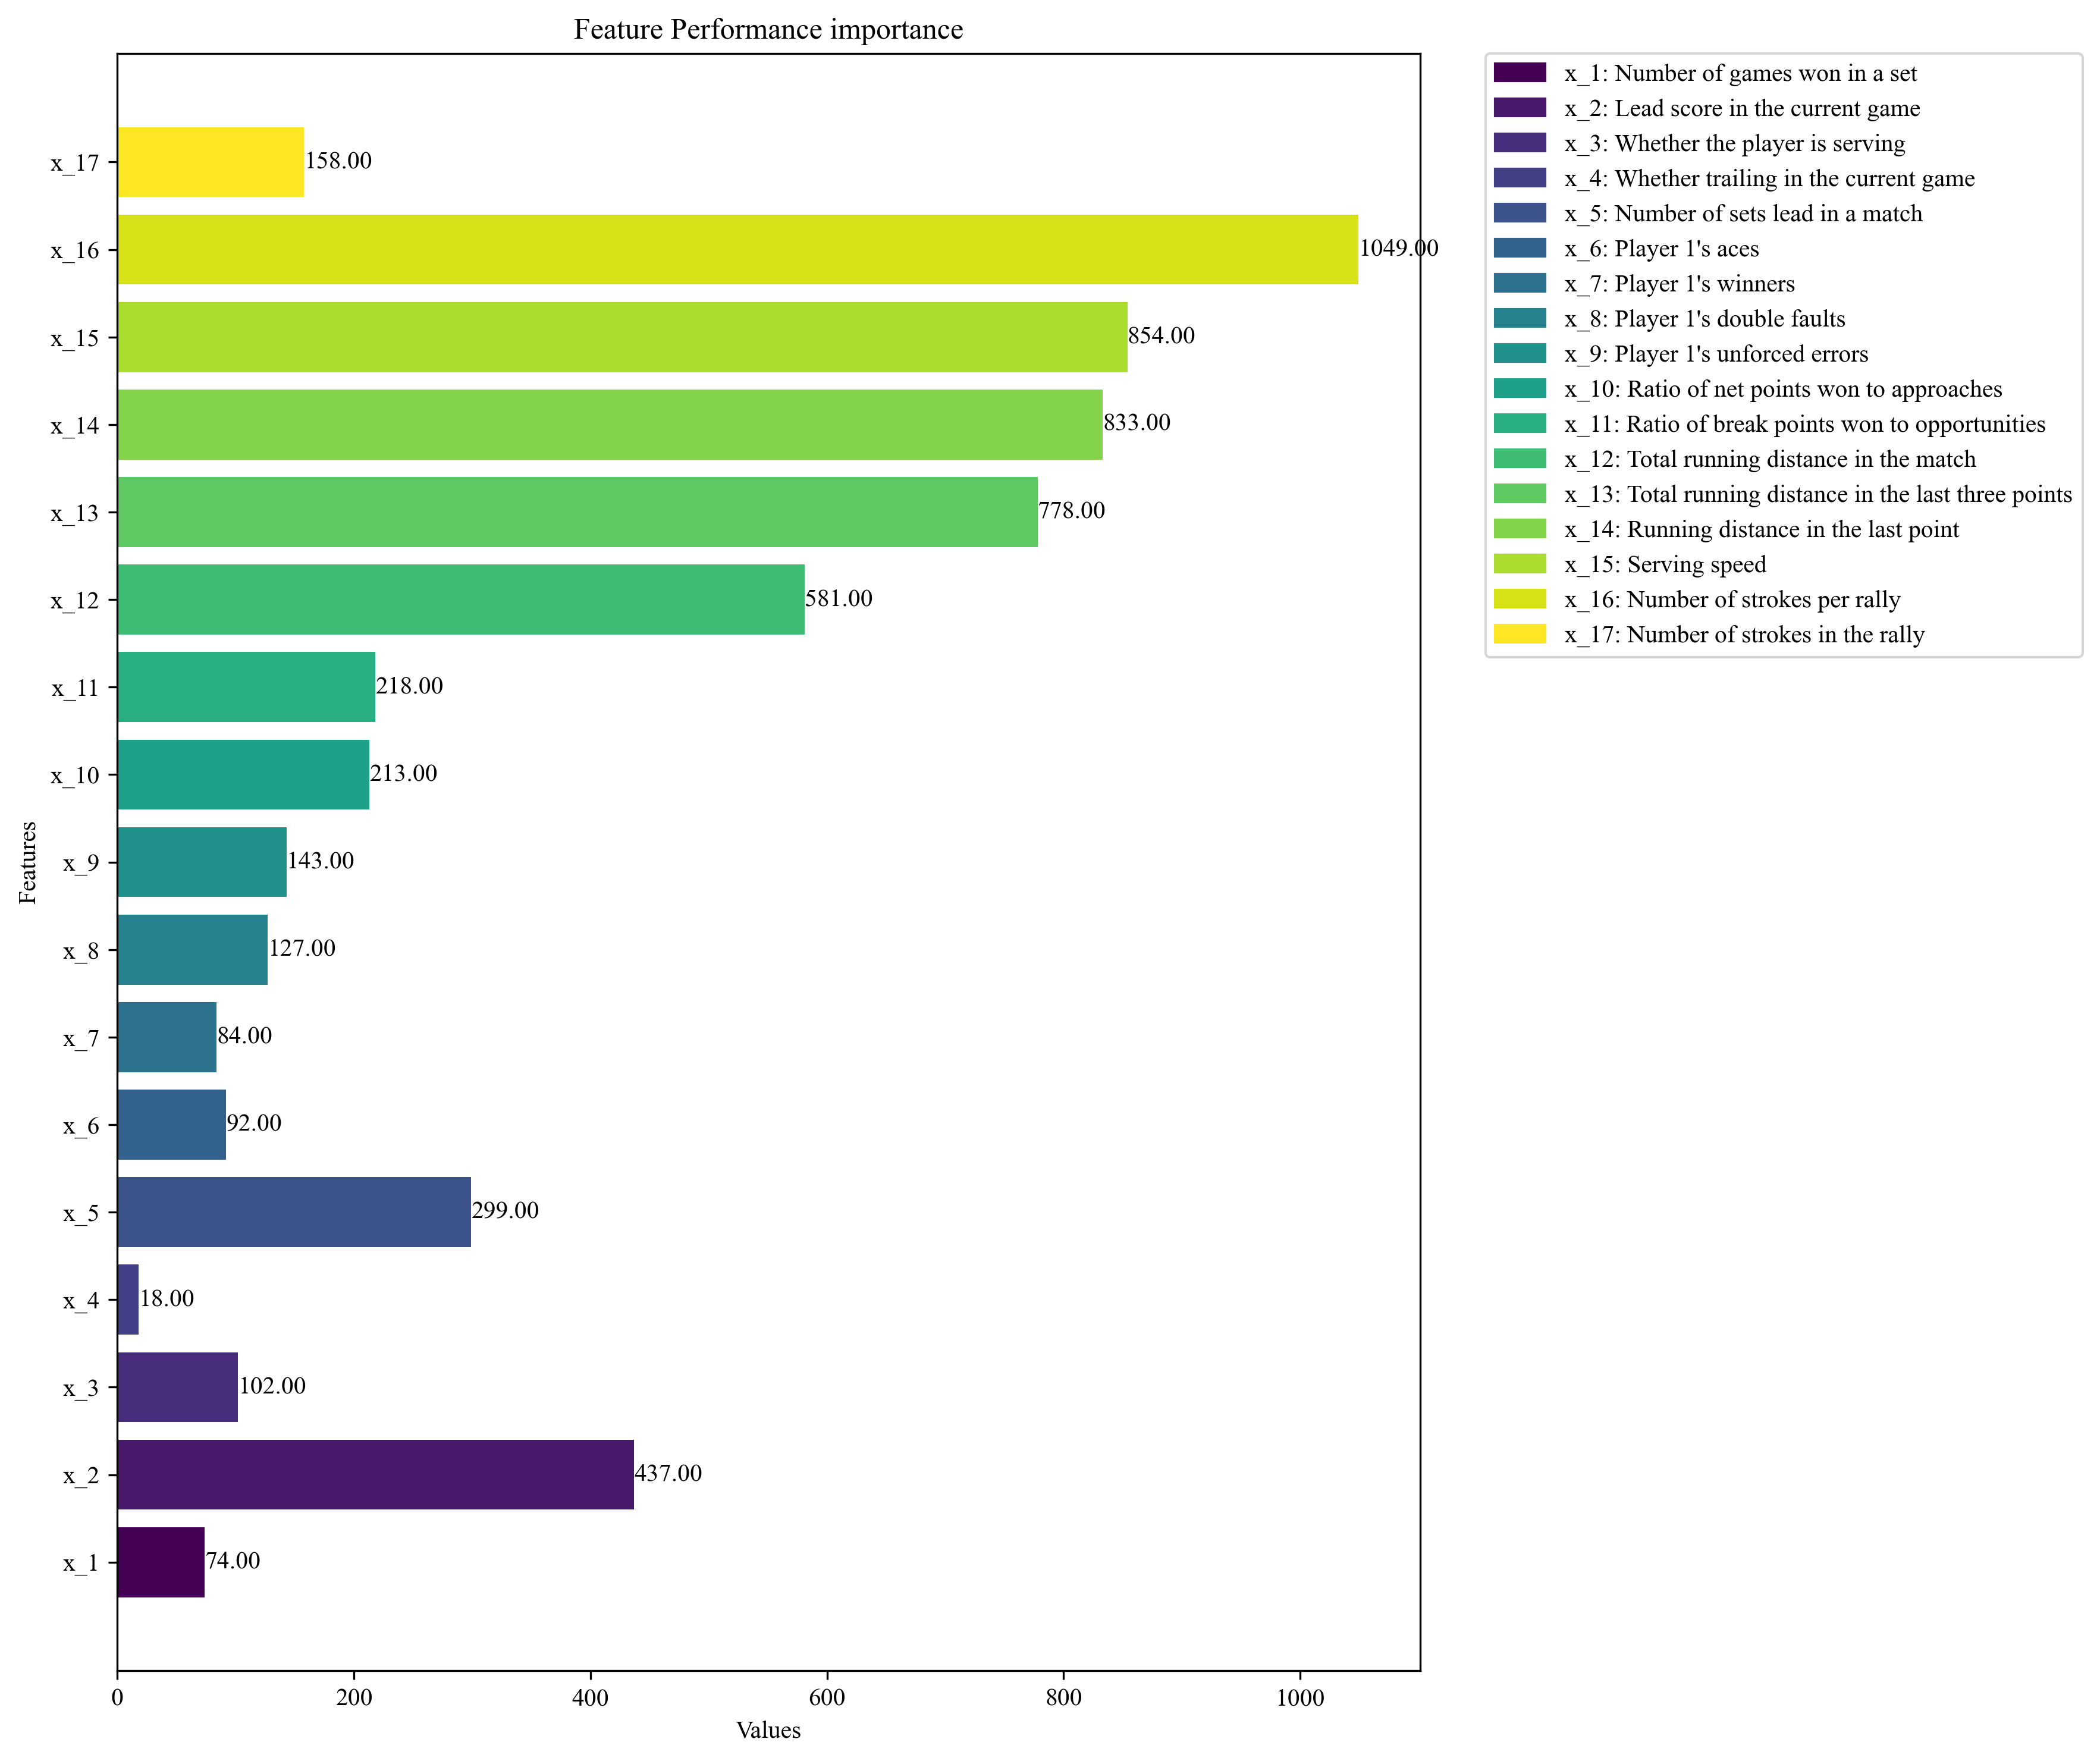 Feature Performance importance
x_17
158.00
x_16
1049.00
x_15
854.00
x_14
833.00
x_13
778.00
x_12
581.00
x_11
218.00
x_10
213.00
x_9
143.00
x_8
127.00
x_7
84.00
x_6
92.00
x_5
299.00
x_4
18.00
x_3
102.00
x_2
437.00
x_1
74.00
Features
0 200 400 600 800 1000
Values
x_1: Number of games won in a set
x_2: Lead score in the current game
x_3: Whether the player is serving
x_4: Whether trailing in the current game
x_5: Number of sets lead in a match
x_6: Player 1's aces
x_7: Player 1's winners
x_8: Player 1's double faults
x_9: Player 1's unforced errors
x_10: Ratio of net points won to approaches
x_11: Ratio of break points won to opportunities
x_12: Total running distance in the match
x_13: Total running distance in the last three points
x_14: Running distance in the last point
x_15: Serving speed
x_16: Number of strokes per rally
x_17: Number of strokes in the rally